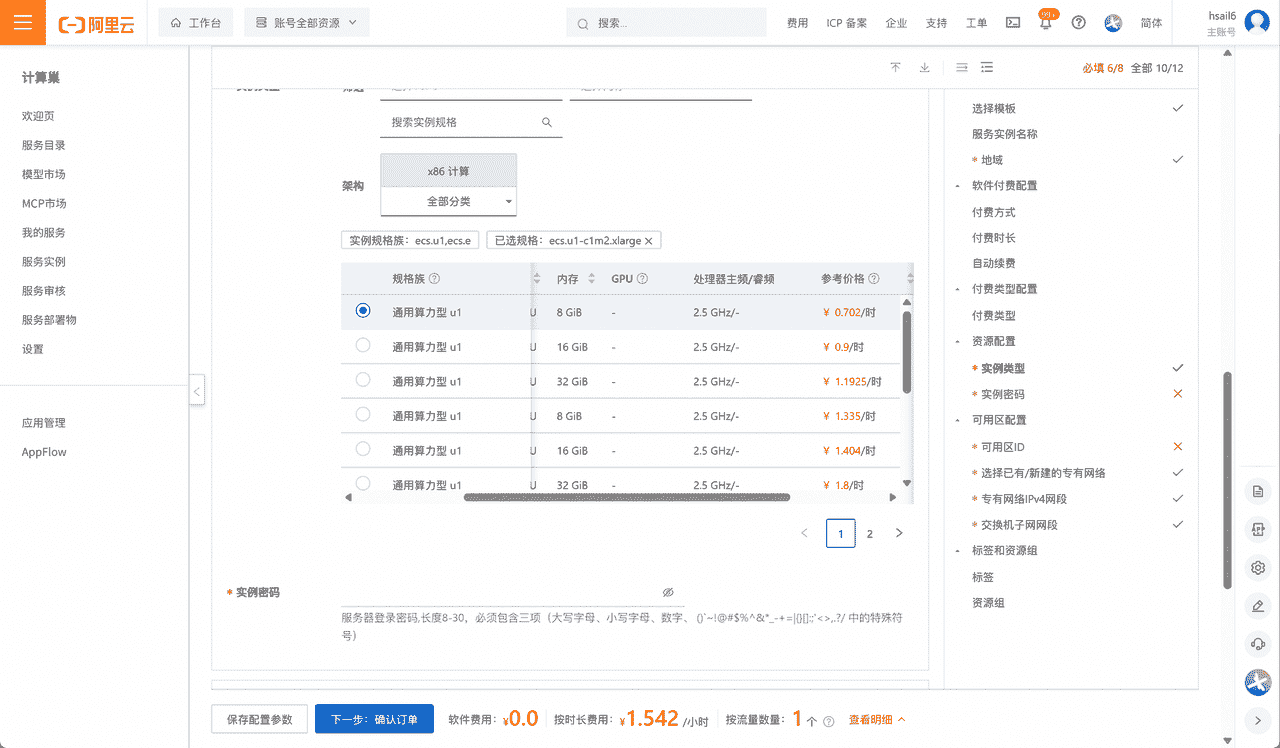 阿里云
工作台
账号全部资源
搜索...
费用
ICP 备案
企业
支持
工单
99+
简体
hsail6
主账号
计算巢
欢迎页
服务目录
模型市场
MCP市场
我的服务
服务实例
服务审核
服务部署物
设置
应用管理
AppFlow
必填 6/8 全部 10/12
搜索实例规格
架构
x86 计算
全部分类
实例规格族：ecs.u1,ecs.e
已选规格：ecs.u1-c1m2.xlarge
规格族 内存 GPU 处理器主频/睿频 参考价格
通用算力型 u1 U 8 GiB - 2.5 GHz/- ¥ 0.702/时
通用算力型 u1 U 16 GiB - 2.5 GHz/- ¥ 0.9/时
通用算力型 u1 U 32 GiB - 2.5 GHz/- ¥ 1.1925/时
通用算力型 u1 U 8 GiB - 2.5 GHz/- ¥ 1.335/时
通用算力型 u1 U 16 GiB - 2.5 GHz/- ¥ 1.404/时
通用算力型 u1 U 32 GiB - 2.5 GHz/- ¥ 1.8/时
1 2
* 实例密码
服务器登录密码,长度8-30，必须包含三项（大写字母、小写字母、数字、 ()`~!@#$%^&*_-+=|{}[]:;'<>,.?/ 中的特殊符
号）
选择模板
服务实例名称
* 地域
软件付费配置
付费方式
付费时长
自动续费
付费类型配置
付费类型
资源配置
* 实例类型
* 实例密码
可用区配置
* 可用区ID
* 选择已有/新建的专有网络
* 专有网络IPv4网段
* 交换机子网网段
标签和资源组
标签
资源组
保存配置参数
下一步：确认订单
软件费用：¥0.0
按时长费用：¥1.542 /小时
按流量数量：1 个
查看明细